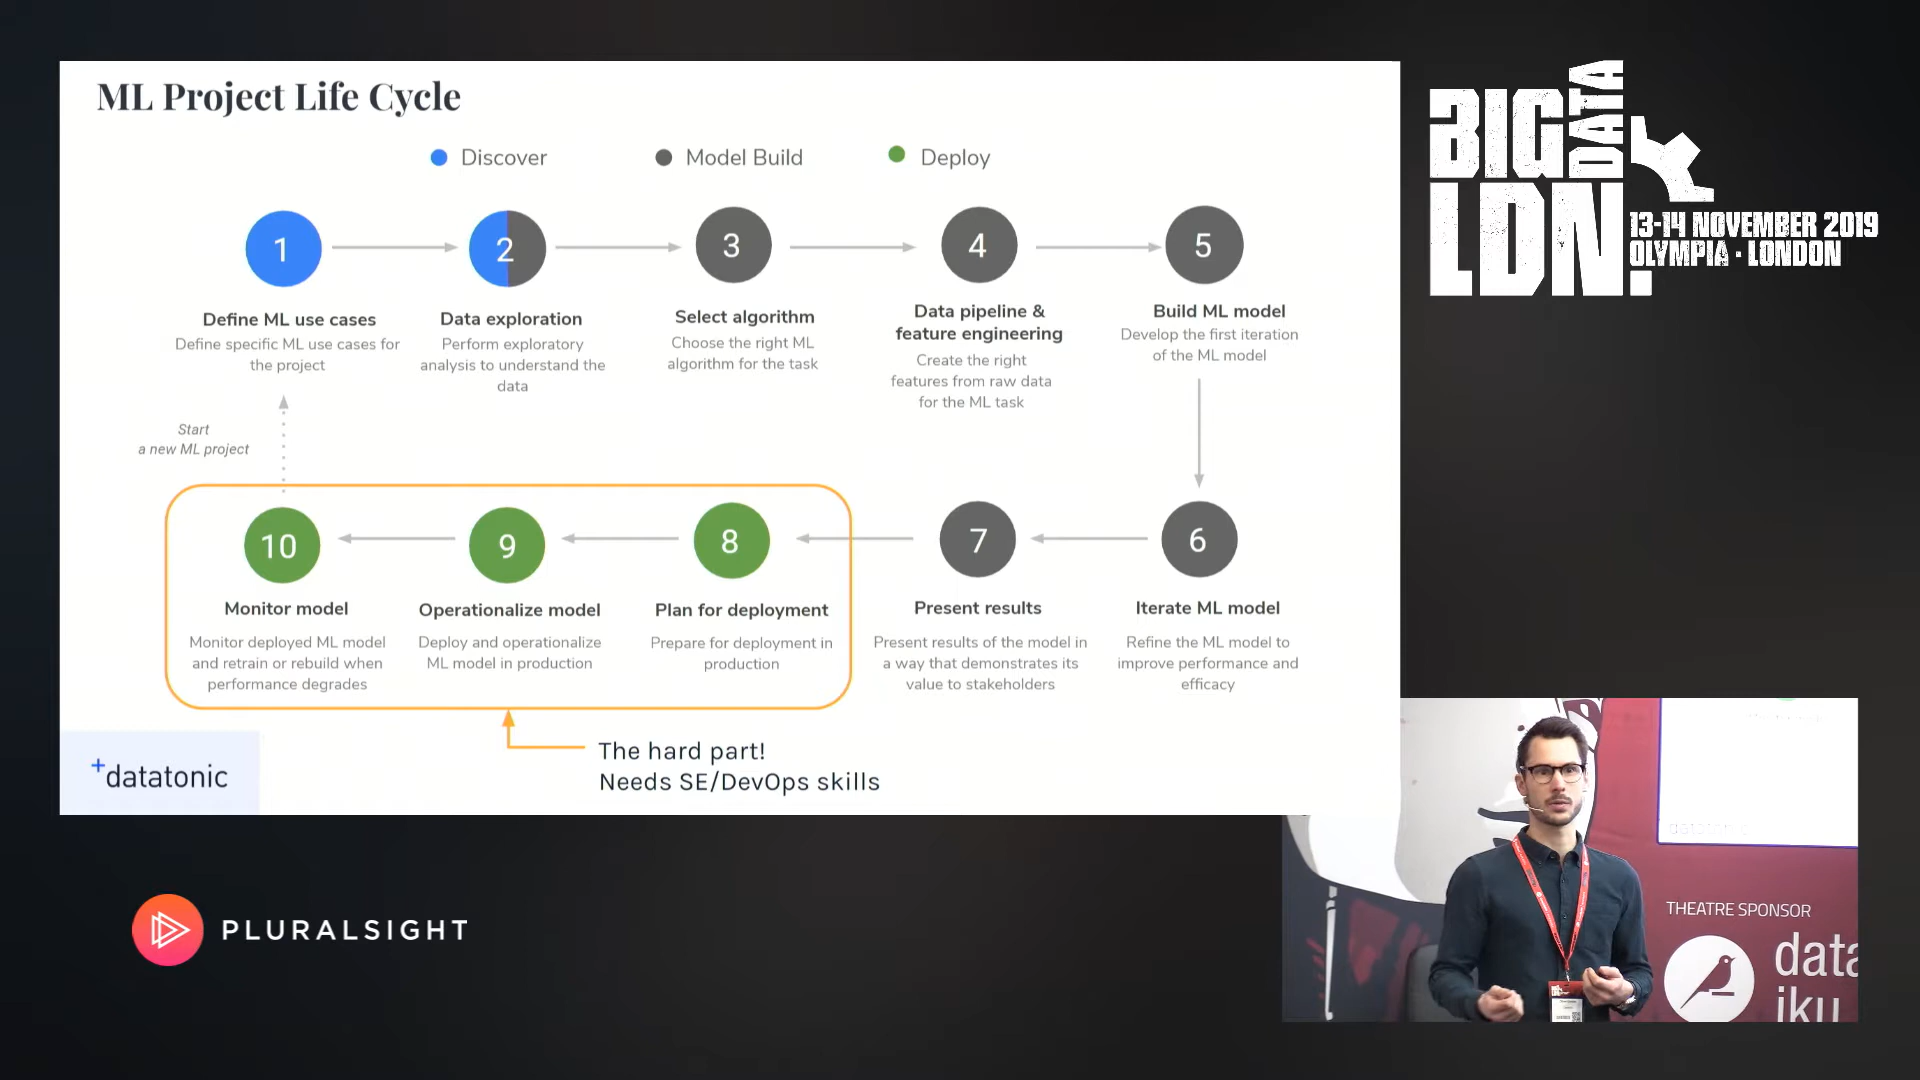 ML Project Life Cycle
Discover
Model Build
Deploy
1
2
3
4
5
Define ML use cases
Define specific ML use cases for
the project
Data exploration
Perform exploratory
analysis to understand the
data
Select algorithm
Choose the right ML
algorithm for the task
Data pipeline &
feature engineering
Create the right
features from raw data
for the ML task
Build ML model
Develop the first iteration
of the ML model
Start
a new ML project
10
9
8
7
6
Monitor model
Monitor deployed ML model
and retrain or rebuild when
performance degrades
Operationalize model
Deploy and operationalize
ML model in production
Plan for deployment
Prepare for deployment in
production
Present results
Present results of the model in
a way that demonstrates its
value to stakeholders
Iterate ML model
Refine the ML model to
improve performance and
efficacy
The hard part!
Needs SE/DevOps skills
+datatonic
BIG
DATA
LDN.
13-14 NOVEMBER 2019
OLYMPIA · LONDON
PLURALSIGHT
THEATRE SPONSOR
data
iku